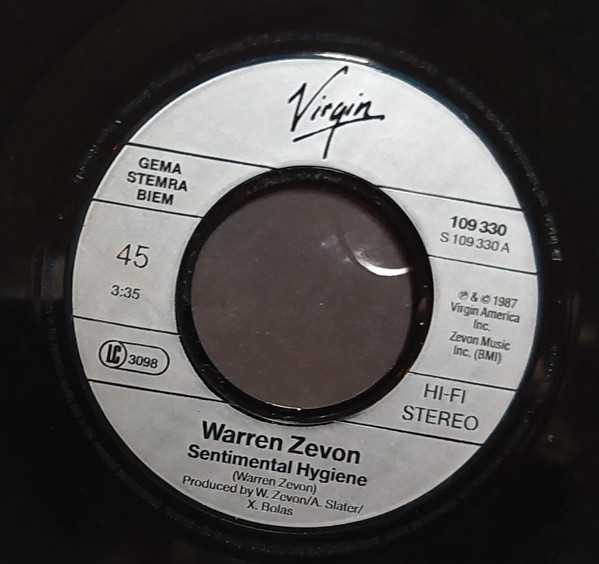 Virgin
GEMA
STEMRA
BIEM
109 330
S 109 330 A
45
3:35
℗ & © 1987
Virgin America
Inc.
Zevon Music
Inc. (BMI)
LC 3098
HI-FI
STEREO
Warren Zevon
Sentimental Hygiene
(Warren Zevon)
Produced by W. Zevon/A. Slater/
X. Bolas